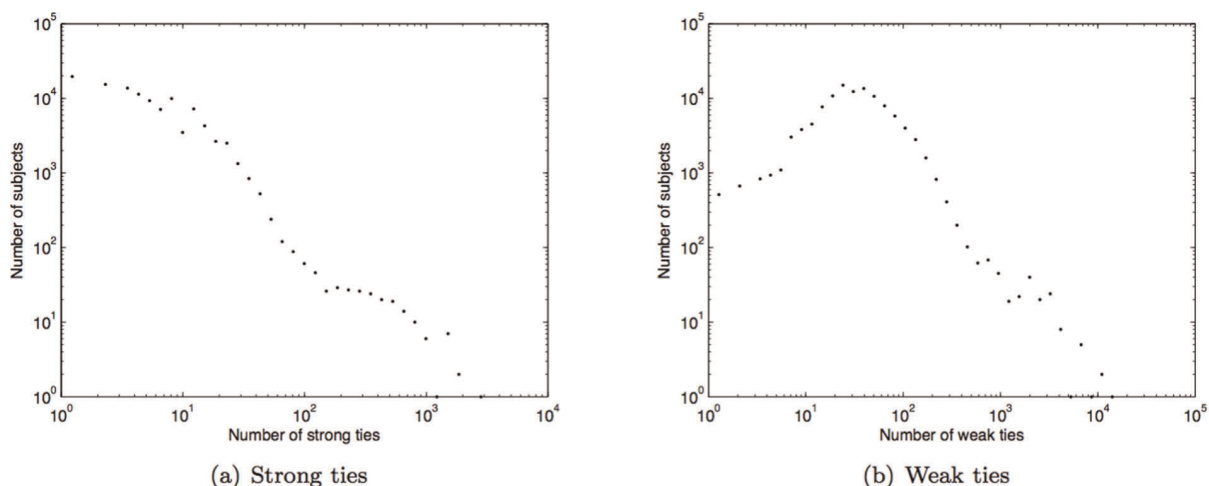 10^5
10^4
10^3
10^2
10^1
10^0
Number of subjects
10^0 10^1 10^2 10^3 10^4
Number of strong ties
(a) Strong ties
10^5
10^4
10^3
10^2
10^1
10^0
Number of subjects
10^0 10^1 10^2 10^3 10^4 10^5
Number of weak ties
(b) Weak ties